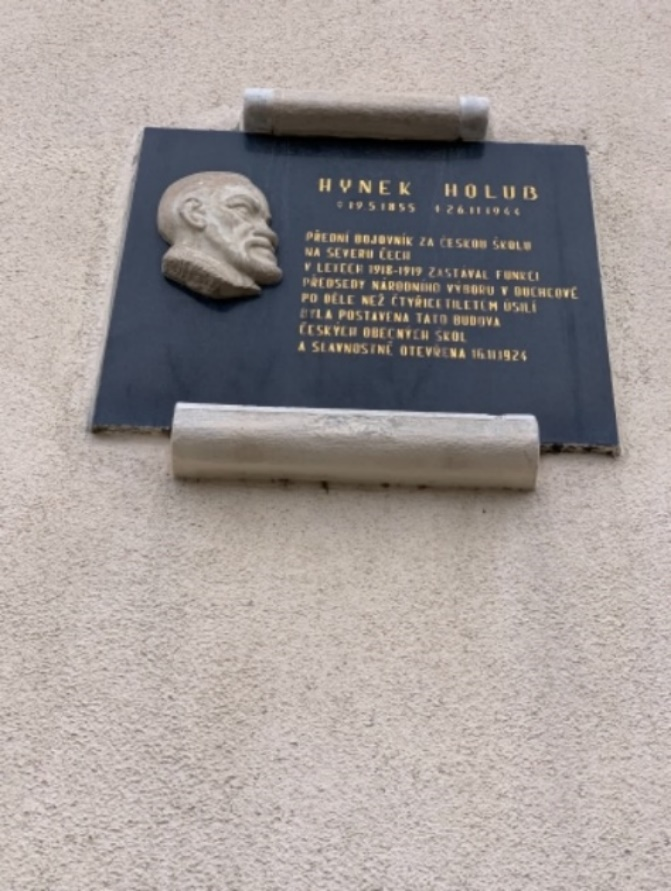 HYNEK HOLUB
* 19.5.1855 † 26.11.1944
PŘEDNÍ BOJOVNÍK ZA ČESKOU ŠKOLU
NA SEVERU ČECH
V LETECH 1918-1919 ZASTÁVAL FUNKCI
PŘEDSEDY NÁRODNÍHO VÝBORU V DUCHCOVĚ
PO DÉLE NEŽ ČTYŘICETILETÉM ÚSILÍ
BYLA POSTAVENA TATO BUDOVA
ČESKÝCH OBECNÝCH ŠKOL
A SLAVNOSTNĚ OTEVŘENA 16.11.1924